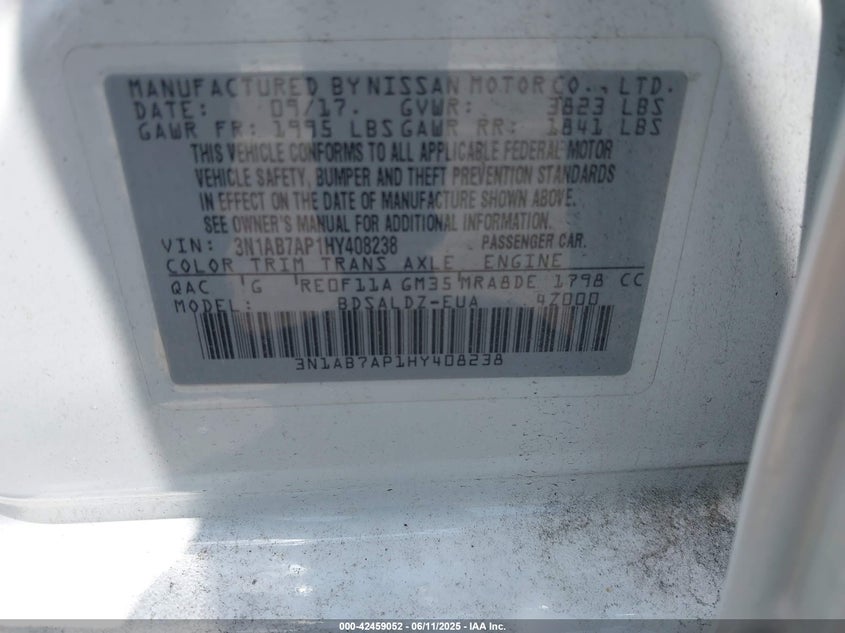 MANUFACTURED BY NISSAN MOTOR CO., LTD.
DATE: 09/17. GVWR: 3823 LBS
GAWR FR: 1995 LBS GAWR RR: 1841 LBS
THIS VEHICLE CONFORMS TO ALL APPLICABLE FEDERAL MOTOR
VEHICLE SAFETY, BUMPER AND THEFT PREVENTION STANDARDS
IN EFFECT ON THE DATE OF MANUFACTURE SHOWN ABOVE.
SEE OWNER'S MANUAL FOR ADDITIONAL INFORMATION.
VIN: 3N1AB7AP1HY408238 PASSENGER CAR.
COLOR TRIM TRANS AXLE ENGINE
QAC G RE0F11A GM35 MRA8DE 1798 CC
MODEL: BDSALDZ-EUA 4Z000
3N1AB7AP1HY408238
000-42459052 - 06/11/2025 - IAA Inc.